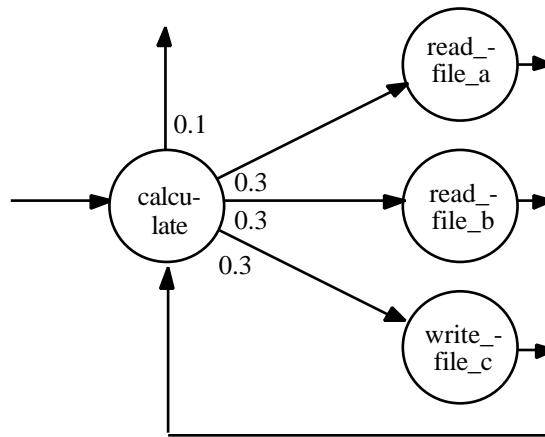 read_-
file_a
0.1
calcu-
late
0.3
read_-
file_b
0.3
0.3
write_-
file_c